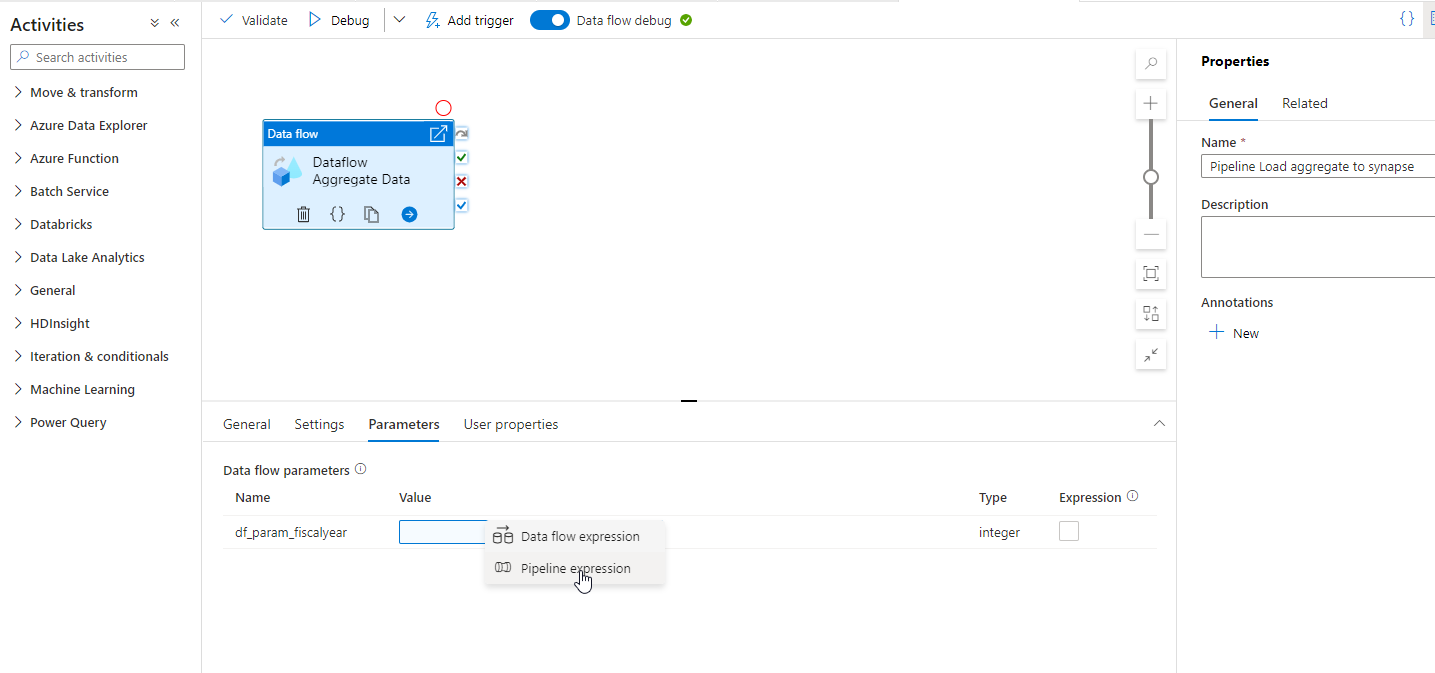 Activities
Search activities
Move & transform
Azure Data Explorer
Azure Function
Batch Service
Databricks
Data Lake Analytics
General
HDInsight
Iteration & conditionals
Machine Learning
Power Query
Validate
Debug
Add trigger
Data flow debug
Data flow
Dataflow
Aggregate Data
General
Settings
Parameters
User properties
Data flow parameters
Name
Value
Type
Expression
df_param_fiscalyear
integer
Data flow expression
Pipeline expression
Properties
General
Related
Name *
Pipeline Load aggregate to synapse
Description
Annotations
New